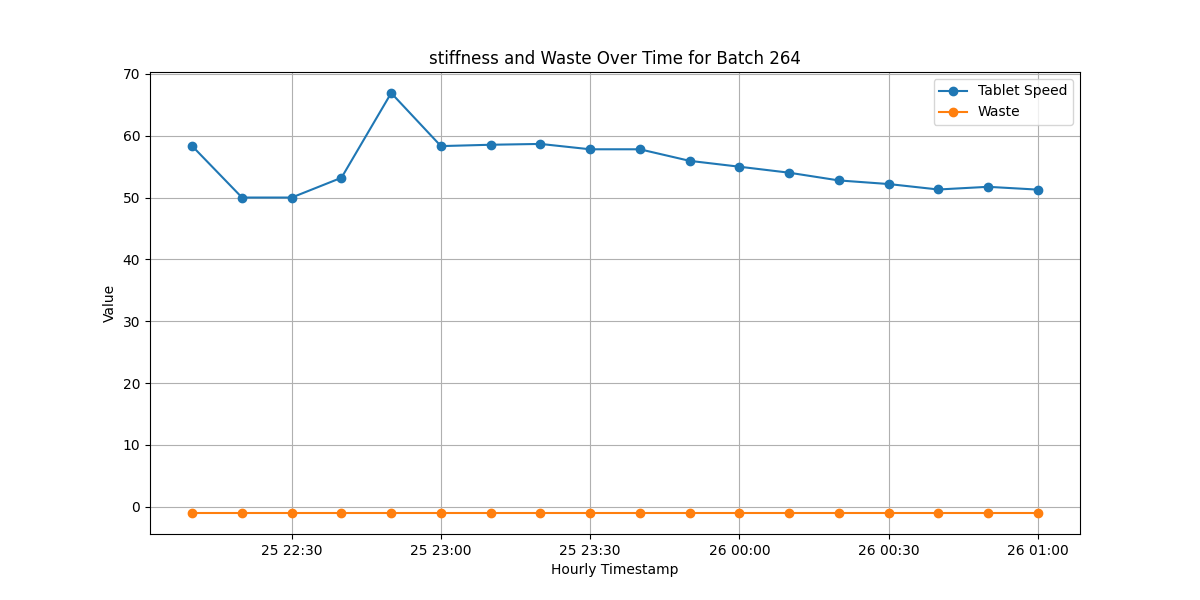 stiffness and Waste Over Time for Batch 264
Tablet Speed
Waste
Value
70
60
50
40
30
20
10
0
25 22:30 25 23:00 25 23:30 26 00:00 26 00:30 26 01:00
Hourly Timestamp